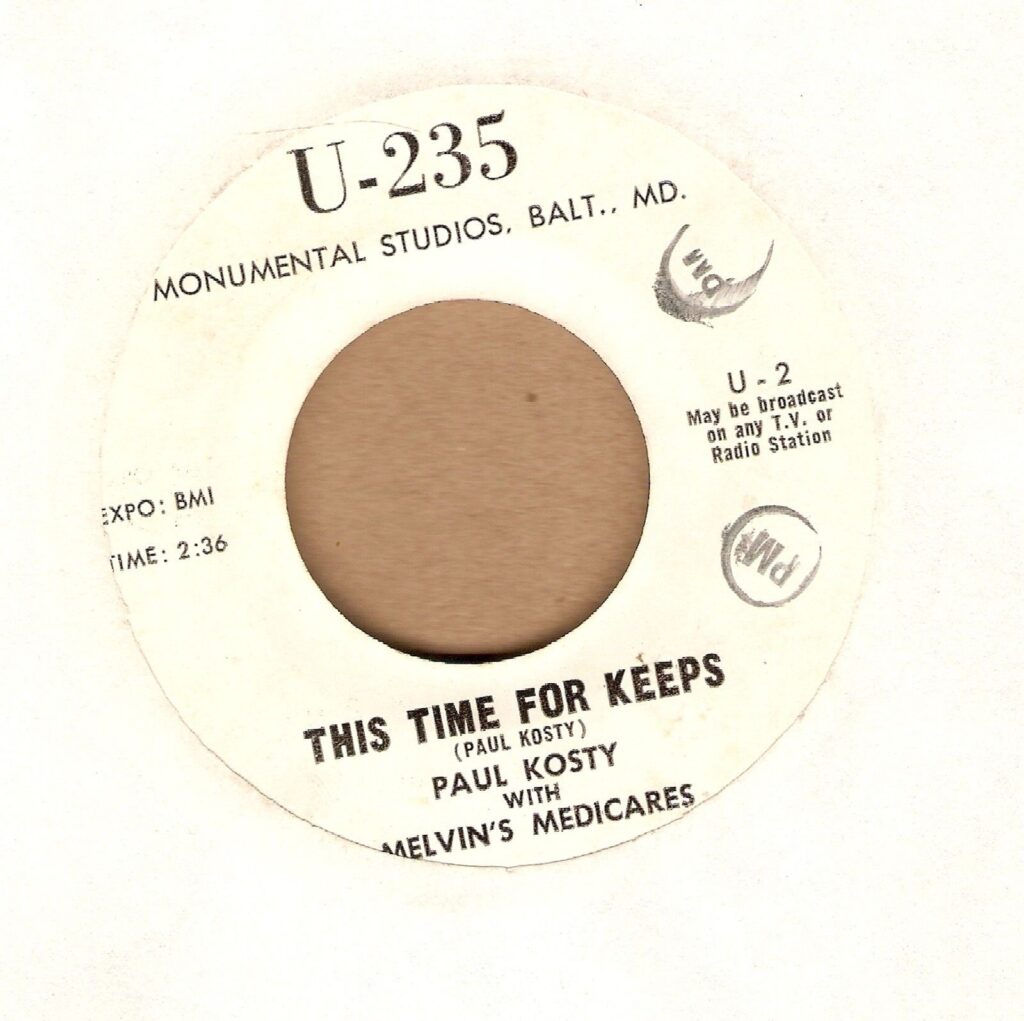 U-235
MONUMENTAL STUDIOS, BALT., MD.
U - 2
May be broadcast
on any T.V. or
Radio Station
EXPO: BMI
TIME: 2:36
PM
THIS TIME FOR KEEPS
(PAUL KOSTY)
PAUL KOSTY
WITH
MELVIN'S MEDICARES